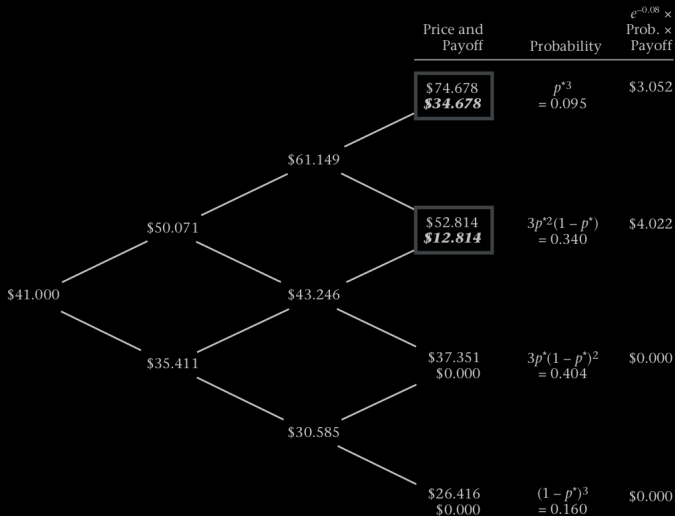 e^–0.08 ×
Price and Prob. ×
Payoff Probability Payoff
$74.678 p*3 $3.052
$34.678 = 0.095
$61.149
$52.814 3p*2(1 – p*) $4.022
$50.071
$12.814 = 0.340
$41.000 $43.246
$37.351 3p*(1 – p*)2 $0.000
$35.411
$0.000 = 0.404
$30.585
$26.416 (1 – p*)3 $0.000
$0.000 = 0.160